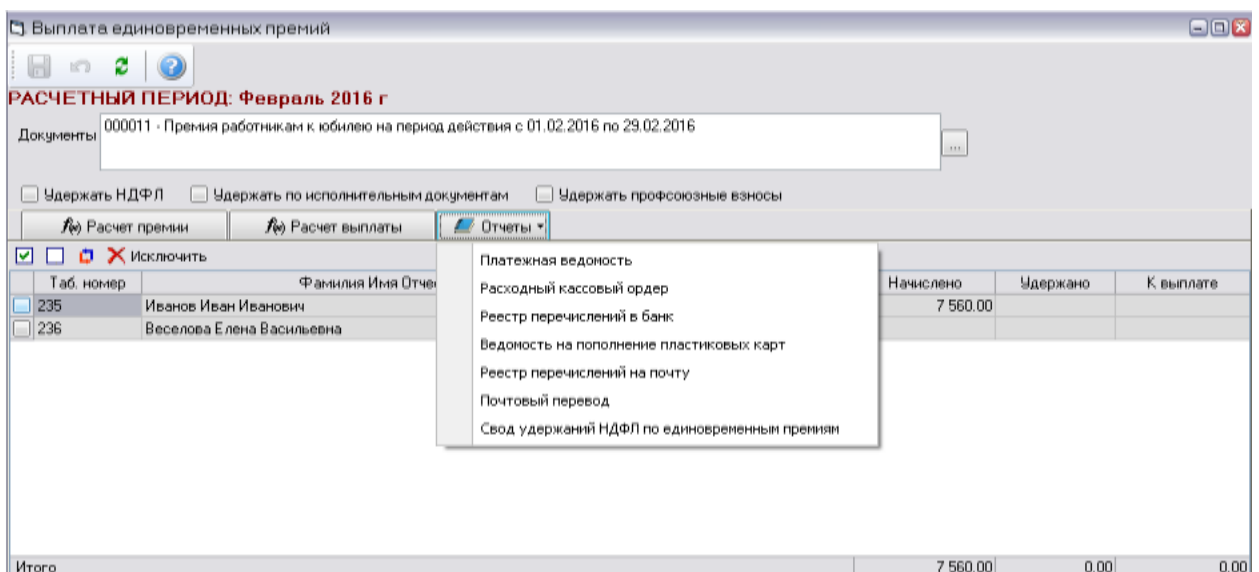 Выплата единовременных премий
РАСЧЕТНЫЙ ПЕРИОД: Февраль 2016 г
Документы 000011 - Премия работникам к юбилею на период действия с 01.02.2016 по 29.02.2016 ...
Удержать НДФЛ Удержать по исполнительным документам Удержать профсоюзные взносы
f(x) Расчет премии f(x) Расчет выплаты Отчеты
Исключить
Таб. номер Фамилия Имя Отче Начислено Удержано К выплате
235 Иванов Иван Иванович 7 560.00
236 Веселова Елена Васильевна
Платежная ведомость
Расходный кассовый ордер
Реестр перечислений в банк
Ведомость на пополнение пластиковых карт
Реестр перечислений на почту
Почтовый перевод
Свод удержаний НДФЛ по единовременным премиям
Итого 7 560.00 0.00 0.00